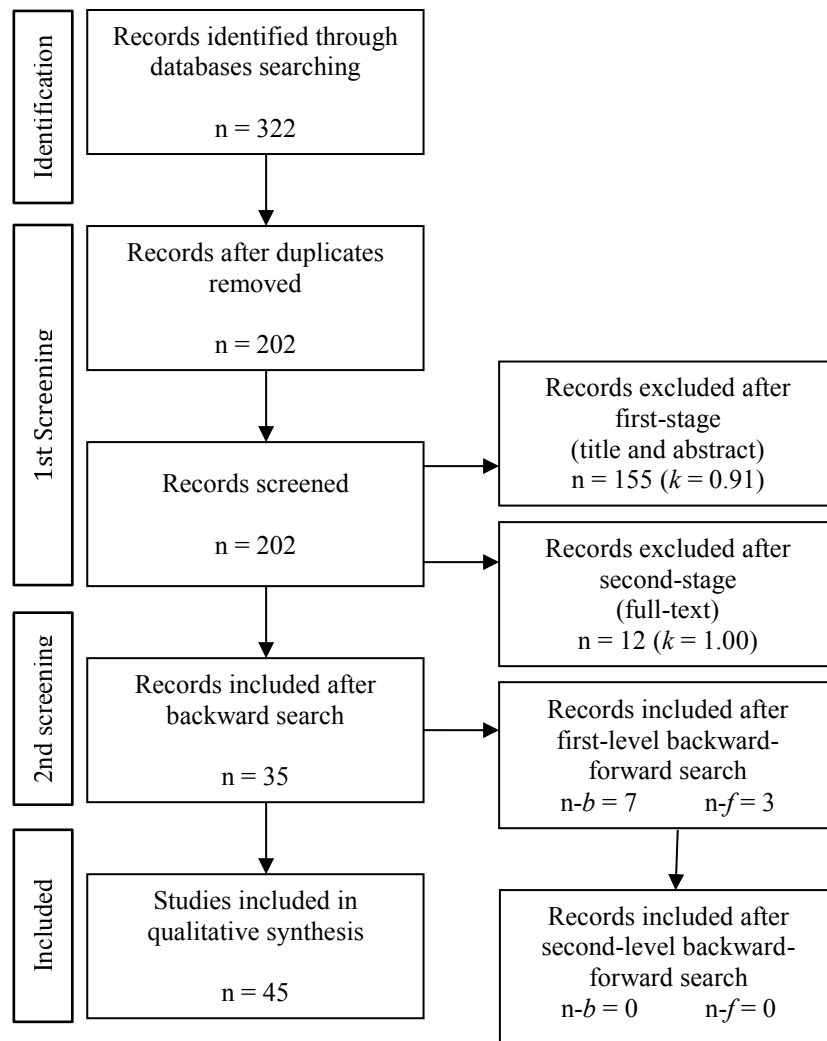 Identification
Records identified through
databases searching
n = 322
1st Screening
Records after duplicates
removed
n = 202
Records screened
n = 202
Records excluded after
first-stage
(title and abstract)
n = 155 (k = 0.91)
Records excluded after
second-stage
(full-text)
n = 12 (k = 1.00)
2nd screening
Records included after
backward search
n = 35
Records included after
first-level backward-
forward search
n-b = 7 n-f = 3
Included
Studies included in
qualitative synthesis
n = 45
Records included after
second-level backward-
forward search
n-b = 0 n-f = 0